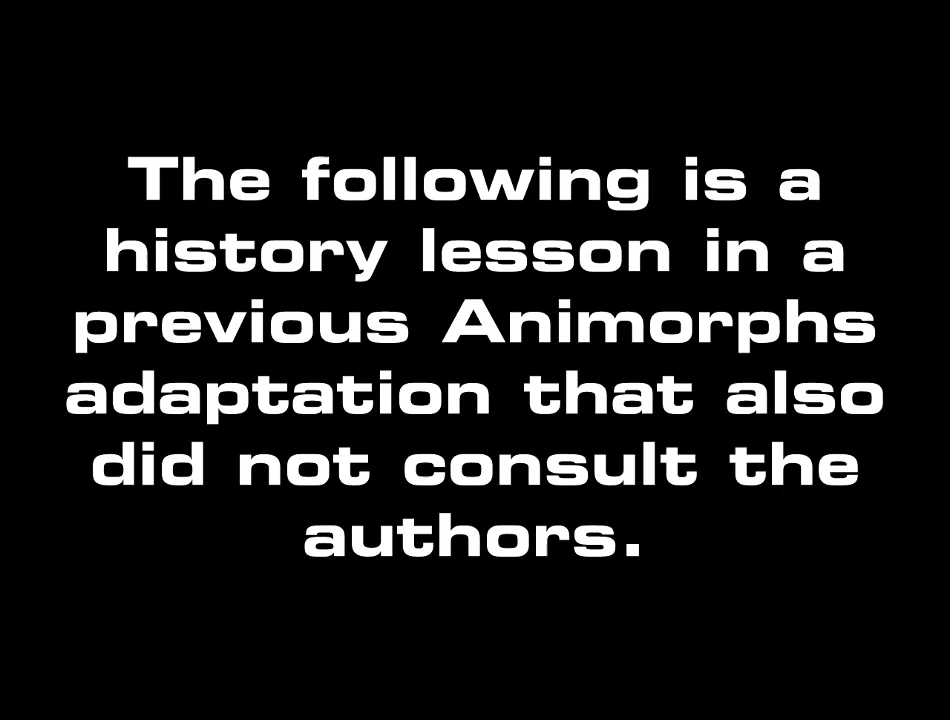 The following is a
history lesson in a
previous Animorphs
adaptation that also
did not consult the
authors.